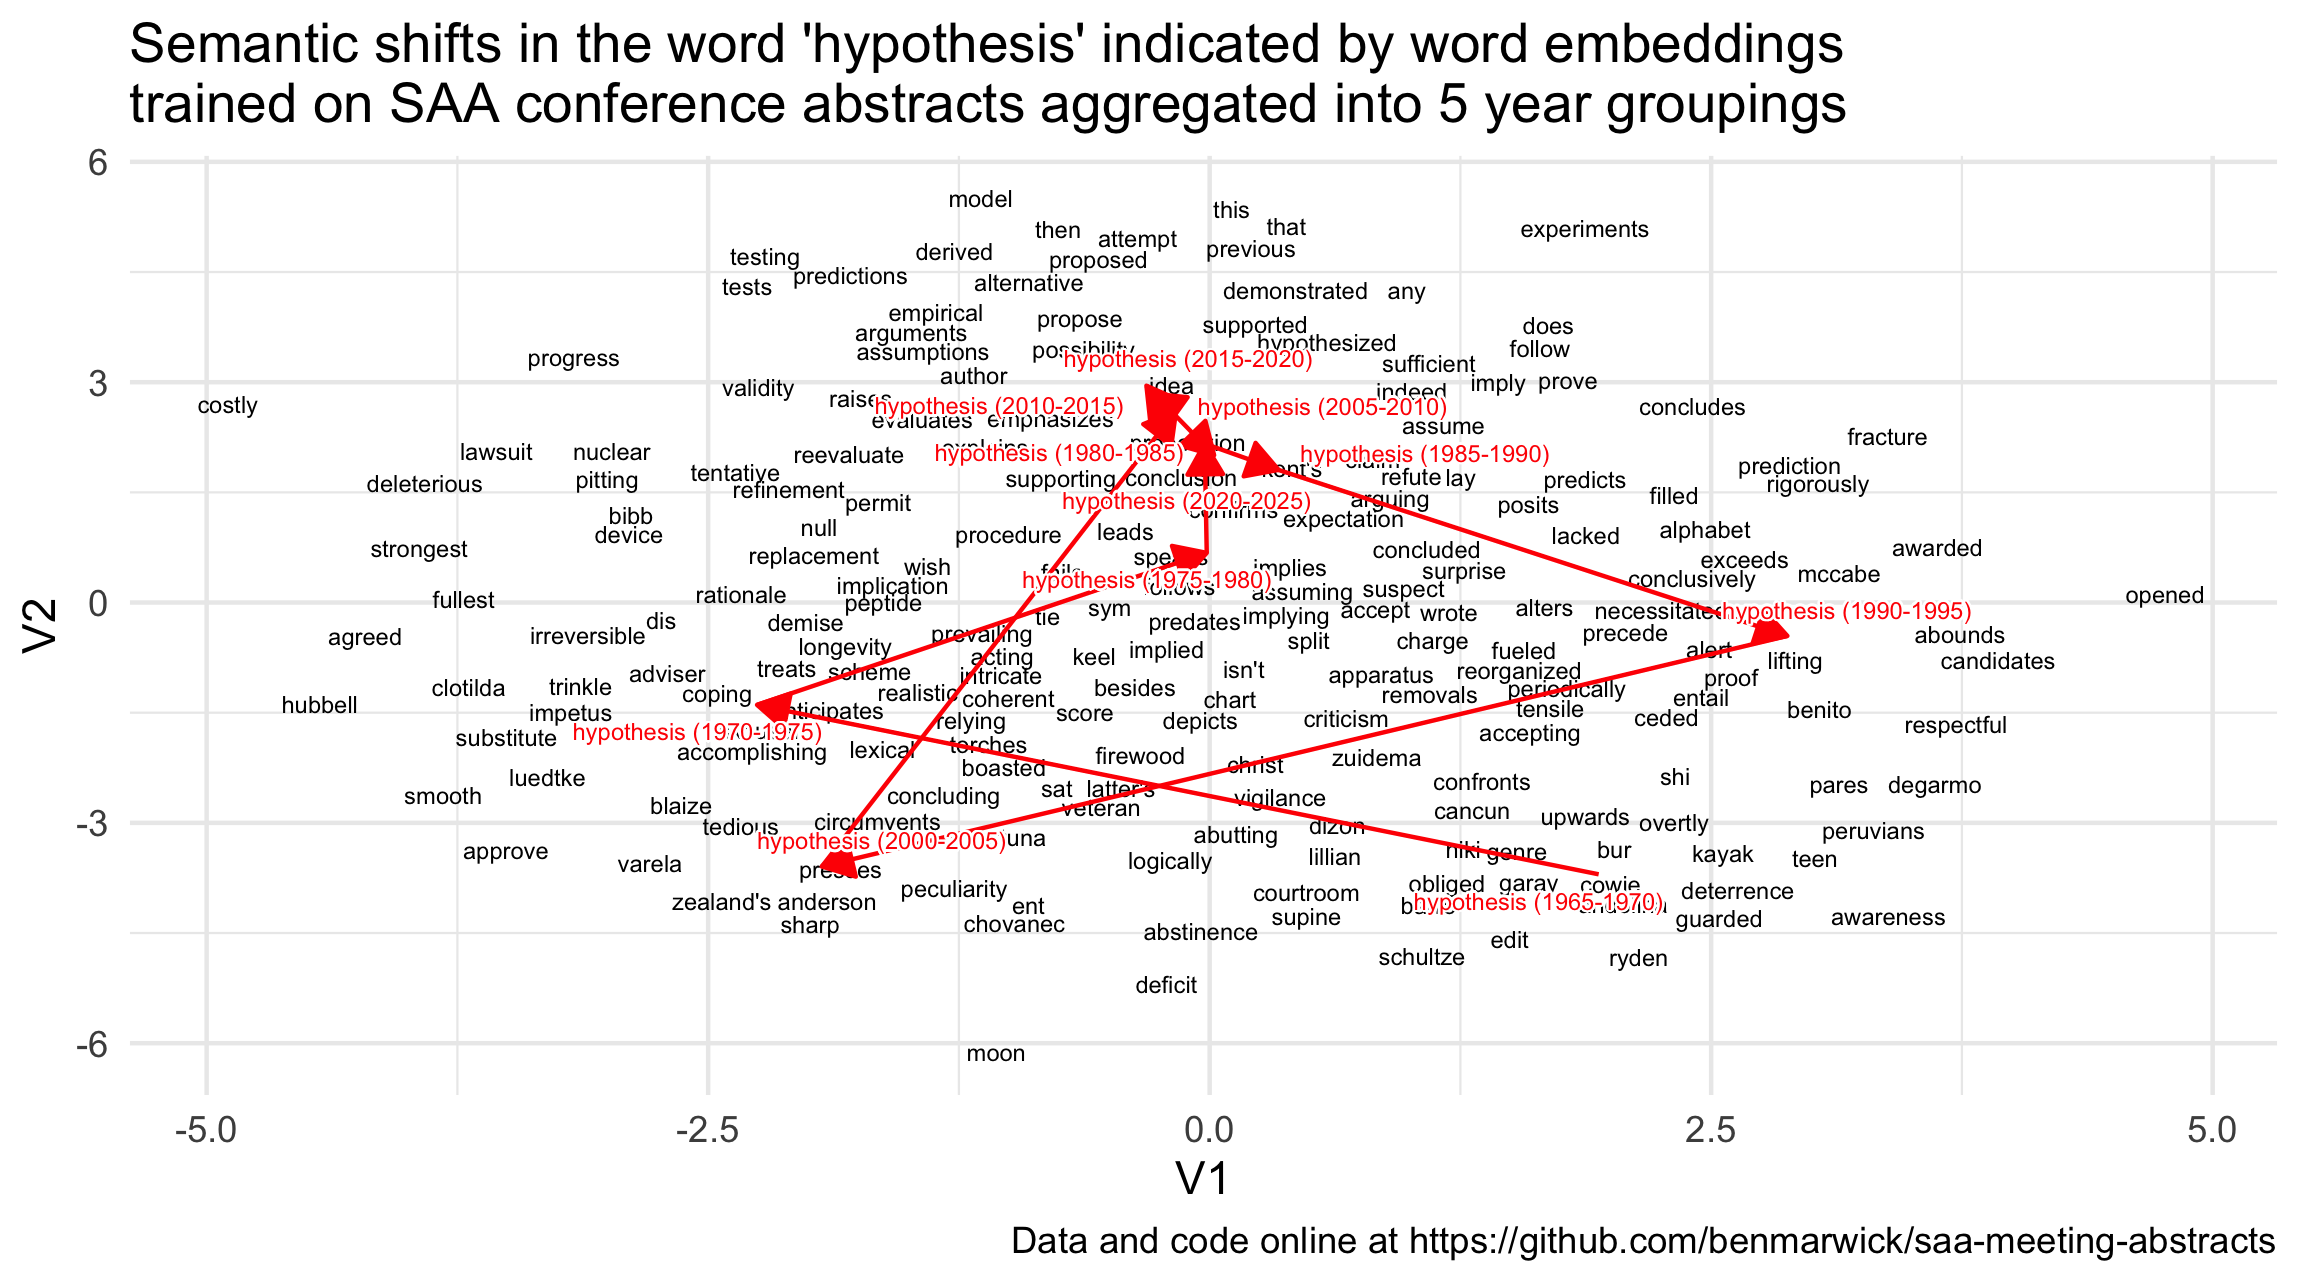 Semantic shifts in the word 'hypothesis' indicated by word embeddings
trained on SAA conference abstracts aggregated into 5 year groupings
6
model
this
then
that
experiments
attempt
derived
previous
testing
proposed
predictions
alternative
tests
demonstrated any
empirical
propose
supported
does
arguments
hypothesized
follow
assumptions
possibility
progress
hypothesis (2015-2020)
sufficient
author
3
validity
idea
imply prove
indeed
raises
costly
hypothesis (2010-2015)
hypothesis (2005-2010)
concludes
evaluates emphasizes
assume
fracture
lawsuit nuclear
reevaluate
explains
hypothesis (1980-1985)
hypothesis (1985-1990)
claim
prediction
tentative
kent's
deleterious pitting
supporting conclusion
refute lay
predicts
rigorously
refinement
permit
hypothesis (2020-2025)
arguing
posits
filled
bibb
confirms
expectation
device
null
procedure leads
lacked
alphabet
strongest
replacement
speaks
concluded
awarded
wish
fails
implies
surprise
exceeds
implication
hypothesis (1975-1980)
conclusively mccabe
rationale
follows
assuming suspect
opened
0
fullest
peptide
sym
accept wrote alters necessitated
hypothesis (1990-1995)
dis
demise
tie
predates implying
agreed
irreversible
prevailing
split
charge
precede
abounds
longevity
implied
fueled
alert
adviser
treats scheme
acting
keel
isn't
reorganized
lifting
candidates
intricate
apparatus
proof
clotilda trinkle
coping
realistic coherent
besides
chart
removals periodically
entail
hubbell
impetus
anticipates
relying
score
depicts
criticism
tensile
ceded
benito
respectful
hypothesis (1970-1975)
substitute
accomplishing lexical
torches
firewood
accepting
boasted
christ
zuidema
luedtke
sat latter's
confronts
shi
pares degarmo
smooth
blaize
concluding
veteran
vigilance
cancun
-3
tedious
circumvents
dizon
upwards overtly
peruvians
hypothesis (2000-2005)
abutting
approve
varela
logically
lillian
genre
bur
kayak
teen
zealand's anderson
peculiarity
courtroom
obliged garay
cowie
deterrence
sharp
ent
hypothesis (1965-1970)
chovanec
supine
guarded
awareness
abstinence
edit
schultze
ryden
deficit
-6
moon
-5.0
-2.5
0.0
2.5
5.0
V1
V2
Data and code online at https://github.com/benmarwick/saa-meeting-abstracts